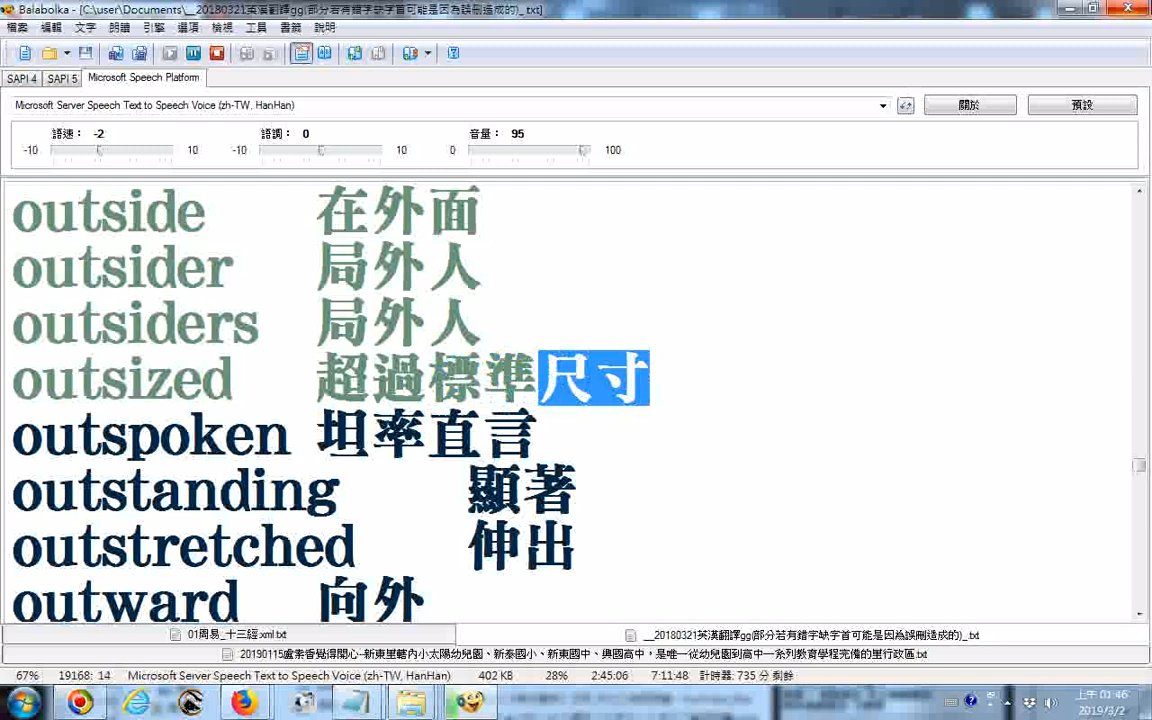 Balabolka - [C:\user\Documents\__20180321英漢翻譯gg(部分若有錯字缺字首可能是因為誤刪造成的)_.txt]
檔案 編輯 文字 朗讀 引擎 選項 檢視 工具 書籤 說明
SAPI 4 SAPI 5 Microsoft Speech Platform
Microsoft Server Speech Text to Speech Voice (zh-TW, HanHan) 關於 預設
語速： -2 語調： 0 音量： 95
-10 10 -10 10 0 100
outside 在外面
outsider 局外人
outsiders 局外人
outsized 超過標準尺寸
outspoken 坦率直言
outstanding 顯著
outstretched 伸出
outward 向外
01周易_十三經.xml.txt __20180321英漢翻譯gg(部分若有錯字缺字首可能是因為誤刪造成的)_.txt
20190115盧素香覺得開心-新東里轄內小太陽幼兒園、新泰國小、新東國中、興國高中，是唯一從幼兒園到高中一系列教育學程完備的里行政區.txt
67% 19168: 14 Microsoft Server Speech Text to Speech Voice (zh-TW, HanHan) 402 KB 28% 2:45:06 7:11:48 計時器: 735 分 剩餘
上午 01:46
2019/3/2